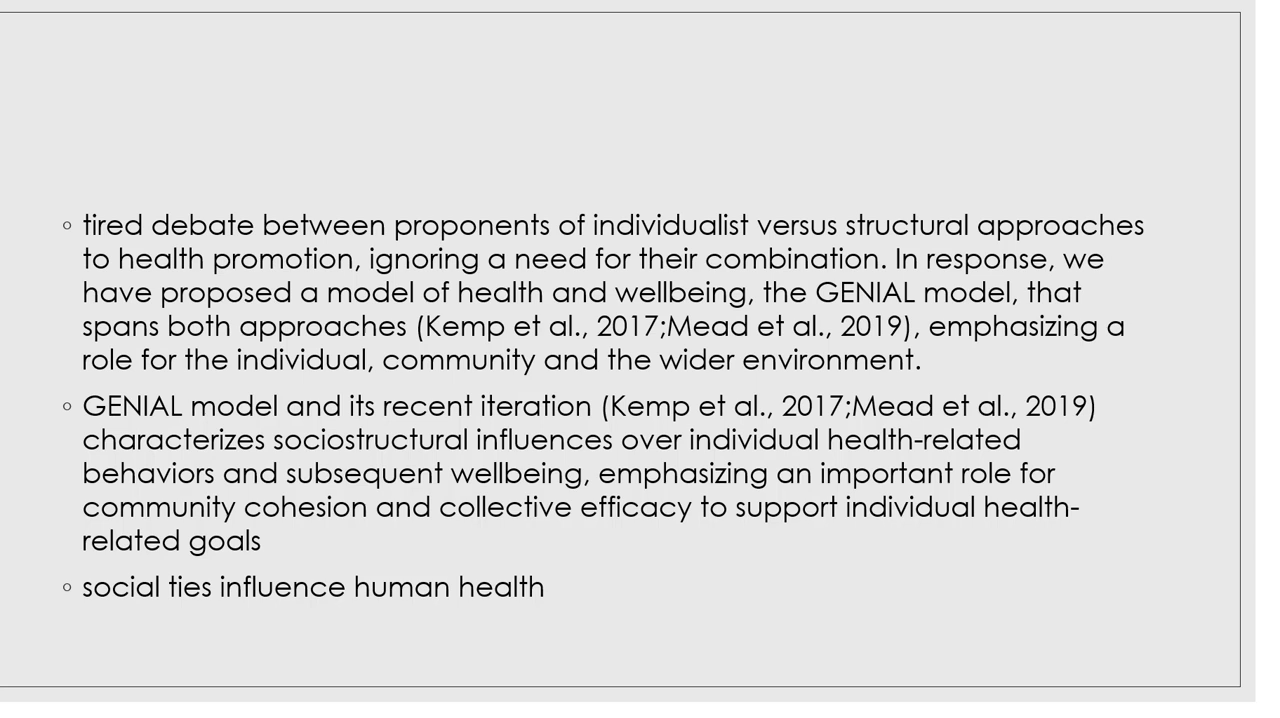 ◦ tired debate between proponents of individualist versus structural approaches
to health promotion, ignoring a need for their combination. In response, we
have proposed a model of health and wellbeing, the GENIAL model, that
spans both approaches (Kemp et al., 2017;Mead et al., 2019), emphasizing a
role for the individual, community and the wider environment.
◦ GENIAL model and its recent iteration (Kemp et al., 2017;Mead et al., 2019)
characterizes sociostructural influences over individual health-related
behaviors and subsequent wellbeing, emphasizing an important role for
community cohesion and collective efficacy to support individual health-
related goals
◦ social ties influence human health